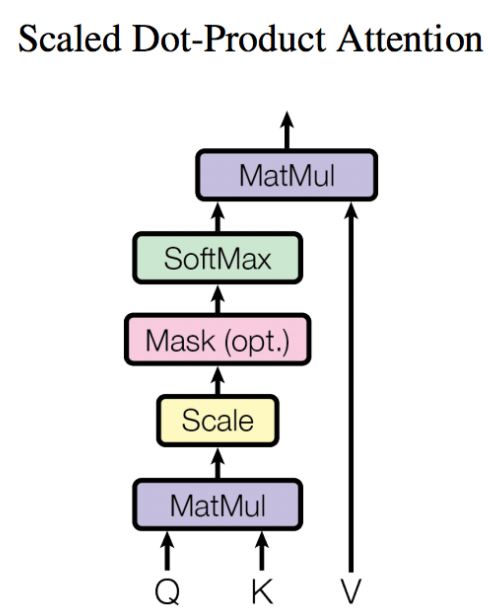 Scaled Dot-Product Attention
MatMul
SoftMax
Mask (opt.)
Scale
MatMul
Q K V